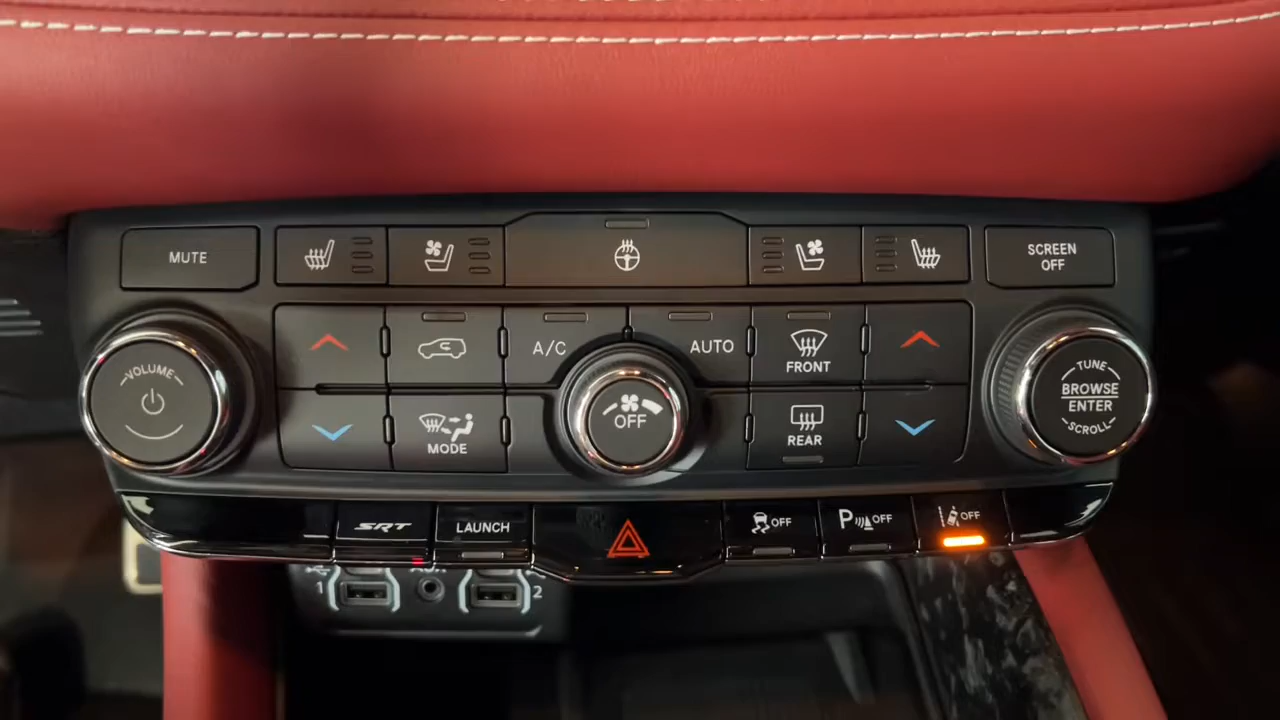 MUTE
SCREEN
OFF
VOLUME
A/C
AUTO
FRONT
TUNE
BROWSE
ENTER
SCROLL
OFF
MODE
REAR
SRT
LAUNCH
OFF
P OFF
OFF
1
2